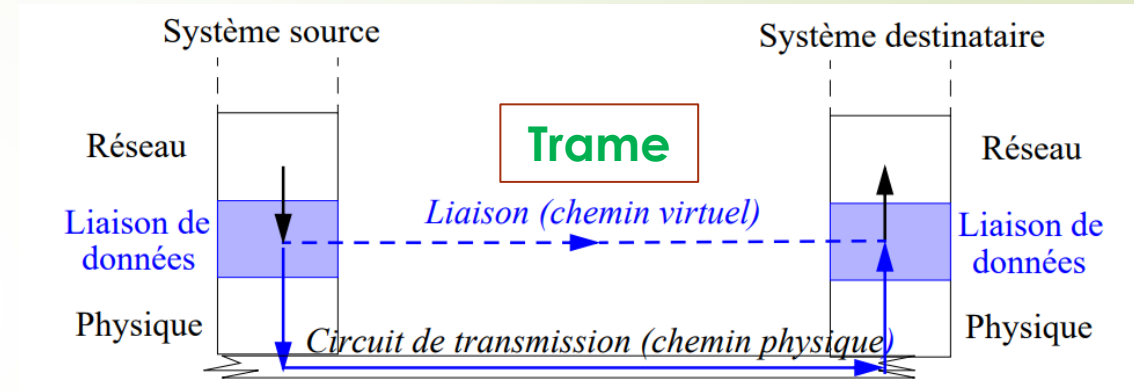 Système source
Système destinataire
Trame
Réseau
Réseau
Liaison (chemin virtuel)
Liaison de
données
Liaison de
données
Physique
Physique
Circuit de transmission (chemin physique)